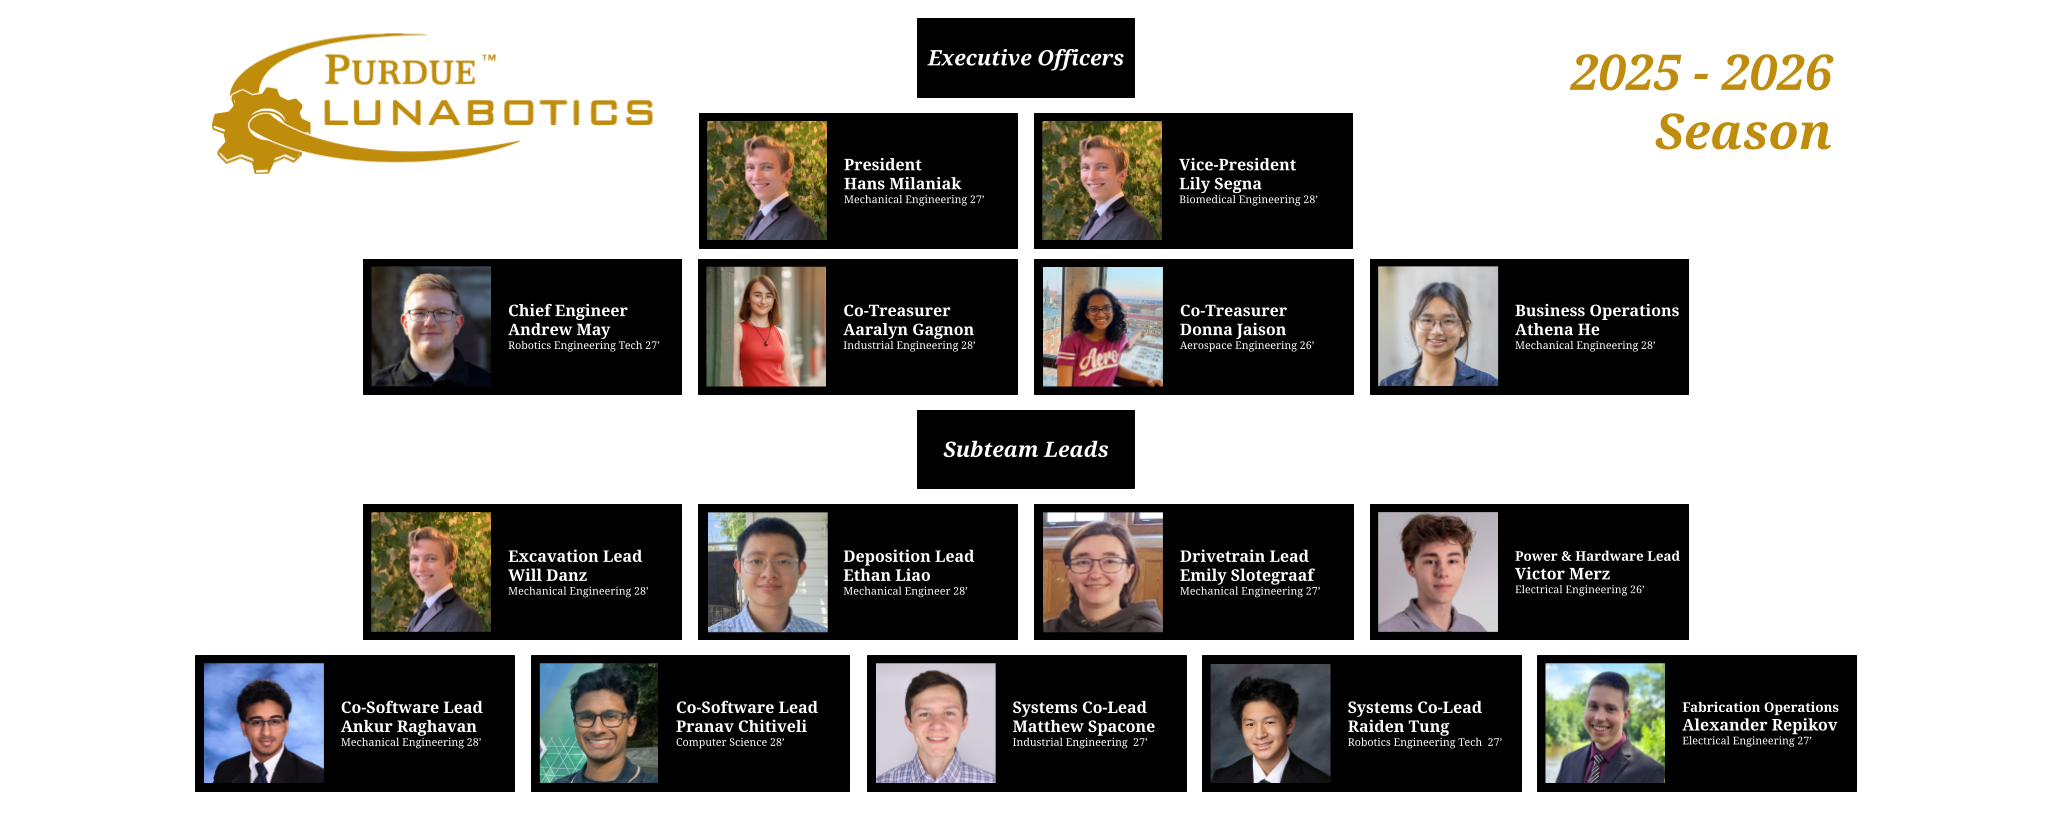 PURDUE™
LUNABOTICS
Executive Officers
2025 - 2026
Season
President
Hans Milaniak
Mechanical Engineering 27'
Vice-President
Lily Segna
Biomedical Engineering 28'
Chief Engineer
Andrew May
Robotics Engineering Tech 27'
Co-Treasurer
Aaralyn Gagnon
Industrial Engineering 28'
Co-Treasurer
Donna Jaison
Aerospace Engineering 26'
Business Operations
Athena He
Mechanical Engineering 28'
Aero
Subteam Leads
Excavation Lead
Will Danz
Mechanical Engineering 28'
Deposition Lead
Ethan Liao
Mechanical Engineer 28'
Drivetrain Lead
Emily Slotegraaf
Mechanical Engineering 27'
Power & Hardware Lead
Victor Merz
Electrical Engineering 26'
Co-Software Lead
Ankur Raghavan
Mechanical Engineering 28'
Co-Software Lead
Pranav Chitiveli
Computer Science 28'
Systems Co-Lead
Matthew Spacone
Industrial Engineering  27'
Systems Co-Lead
Raiden Tung
Robotics Engineering Tech  27'
Fabrication Operations
Alexander Repikov
Electrical Engineering 27'